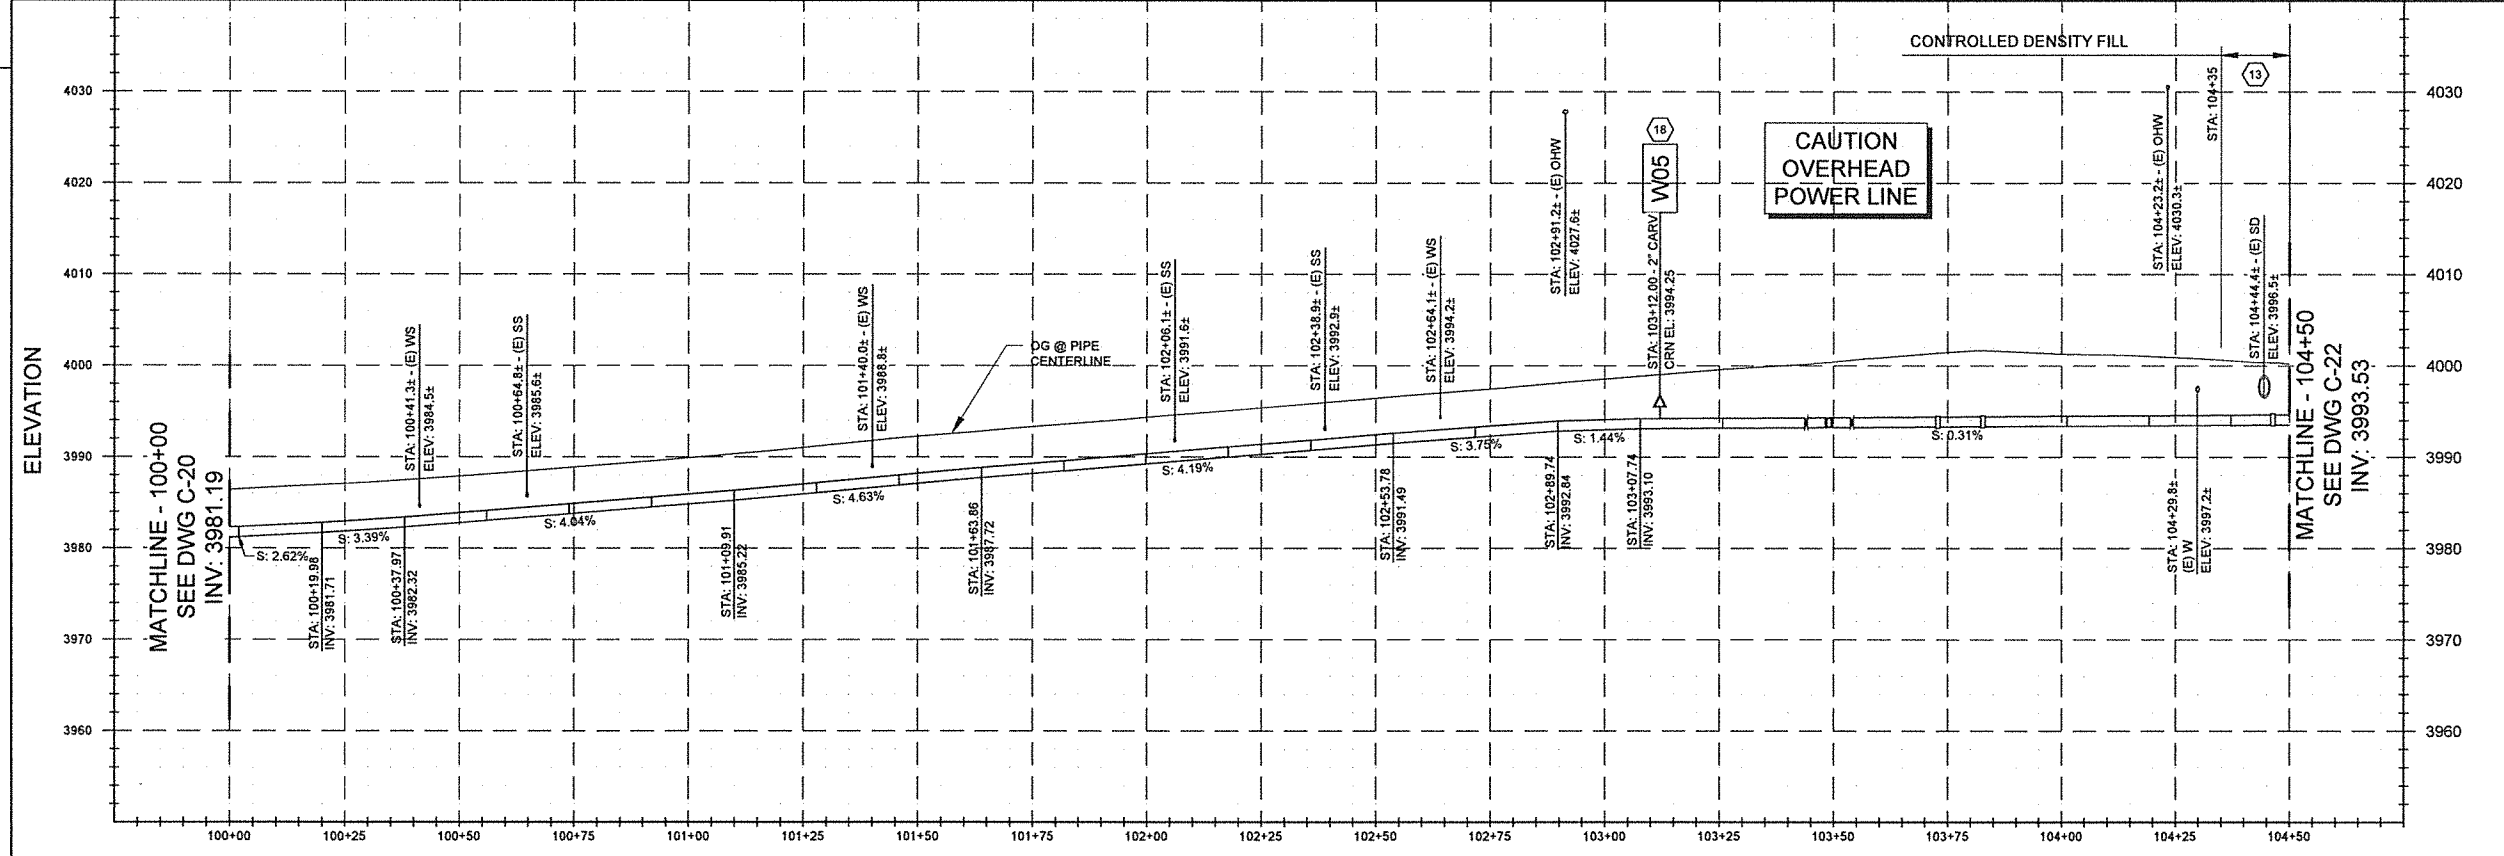 CONTROLLED DENSITY FILL
13
STA: 104+35
4030
4030
18
W05
CAUTION
OVERHEAD
POWER LINE
4020
4020
STA: 102+91.2± - (E) OHW
ELEV: 4027.6±
STA: 104+23.2± - (E) OHW
ELEV: 4030.3±
STA: 103+12.00 - 2" CARV
CRN EL: 3994.25
STA: 104+44.4± - (E) SD
ELEV: 3996.5±
4010
4010
STA: 100+41.3± - (E) WS
ELEV: 3984.5±
STA: 100+64.8± - (E) SS
ELEV: 3985.6±
STA: 101+40.0± - (E) WS
ELEV: 3988.8±
OG @ PIPE
CENTERLINE
STA: 102+06.1± - (E) SS
ELEV: 3991.6±
STA: 102+38.9± - (E) SS
ELEV: 3992.9±
STA: 102+64.1± - (E) WS
ELEV: 3994.2±
4000
4000
ELEVATION
3990
3990
MATCHLINE - 100+00
SEE DWG C-20
INV: 3981.19
MATCHLINE - 104+50
SEE DWG C-22
INV: 3993.53
S: 2.62%
S: 3.39%
S: 4.04%
S: 4.63%
S: 4.19%
S: 3.75%
S: 1.44%
S: 0.31%
3980
3980
STA: 100+19.98
INV: 3981.71
STA: 100+37.97
INV: 3982.32
STA: 101+09.91
INV: 3985.22
STA: 101+63.86
INV: 3987.72
STA: 102+53.78
INV: 3991.49
STA: 102+89.74
INV: 3992.84
STA: 103+07.74
INV: 3993.10
STA: 104+29.8±
(E) W
ELEV: 3997.2±
3970
3970
3960
3960
100+00
100+25
100+50
100+75
101+00
101+25
101+50
101+75
102+00
102+25
102+50
102+75
103+00
103+25
103+50
103+75
104+00
104+25
104+50